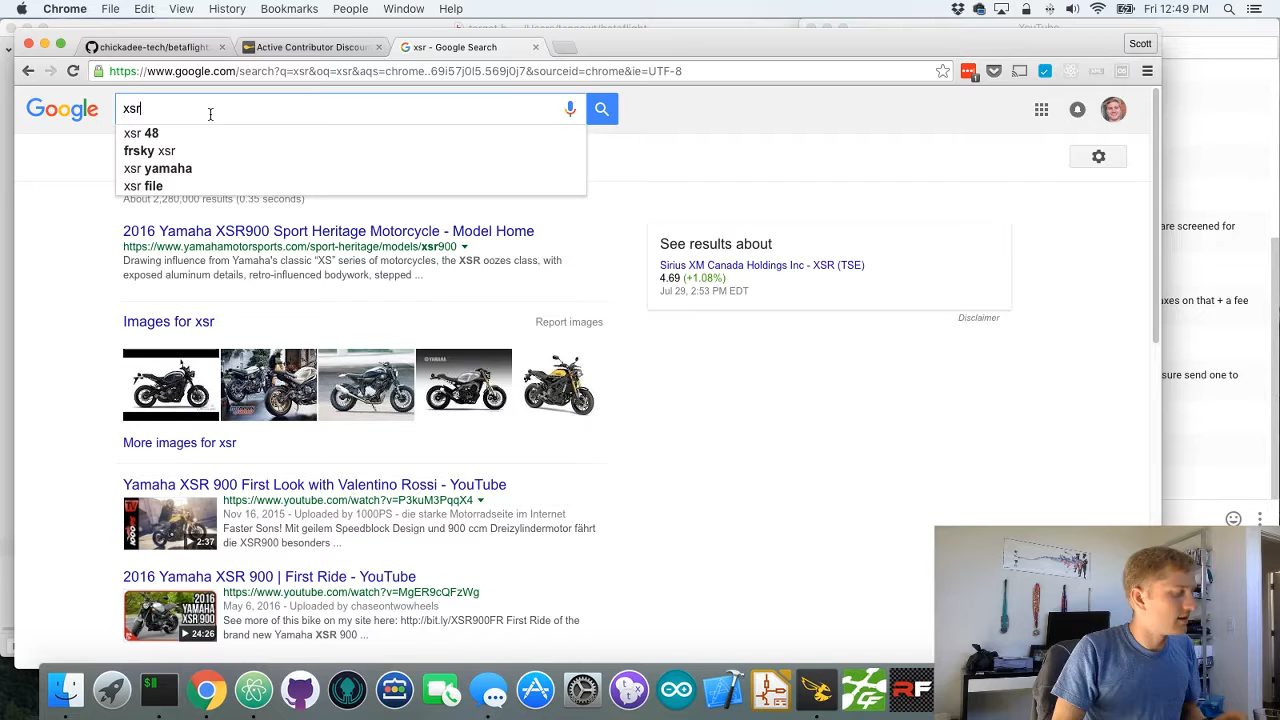 Chrome File Edit View History Bookmarks People Window Help
Fri 12:49 PM
YouTube
chickadee-tech/betaflight
Active Contributor Discoun
xsr - Google Search
Scott
https://www.google.com/search?q=xsr&oq=xsr&aqs=chrome..69i57j0l5.569j0j7&sourceid=chrome&ie=UTF-8
Google
xsr
xsr 48
frsky xsr
xsr yamaha
xsr file
About 2,280,000 results (0.35 seconds)
2016 Yamaha XSR900 Sport Heritage Motorcycle - Model Home
https://www.yamahamotorsports.com/sport-heritage/models/xsr900
Drawing influence from Yamaha's classic “XS” series of motorcycles, the XSR oozes class, with
exposed aluminum details, retro-influenced bodywork, stepped ...
See results about
Sirius XM Canada Holdings Inc - XSR (TSE)
4.69 (+1.08%)
Jul 29, 2:53 PM EDT
Disclaimer
Images for xsr
Report images
More images for xsr
Yamaha XSR 900 First Look with Valentino Rossi - YouTube
https://www.youtube.com/watch?v=P3kuM3PqqX4
Nov 16, 2015 - Uploaded by 1000PS - die starke Motorradseite im Internet
Faster Sons! Mit geilem Speedblock Design und 900 ccm Dreizylindermotor fährt
die XSR900 besonders ...
2:37
2016 Yamaha XSR 900 | First Ride - YouTube
https://www.youtube.com/watch?v=MgER9cQFzWg
May 6, 2016 - Uploaded by chaseontwowheels
See more of this bike on my site here: http://bit.ly/XSR900FR First Ride of the
brand new Yamaha XSR 900 ...
2016
YAMAHA
XSR 900
24:26
are screened for
axes on that + a fee
sure send one to
RF